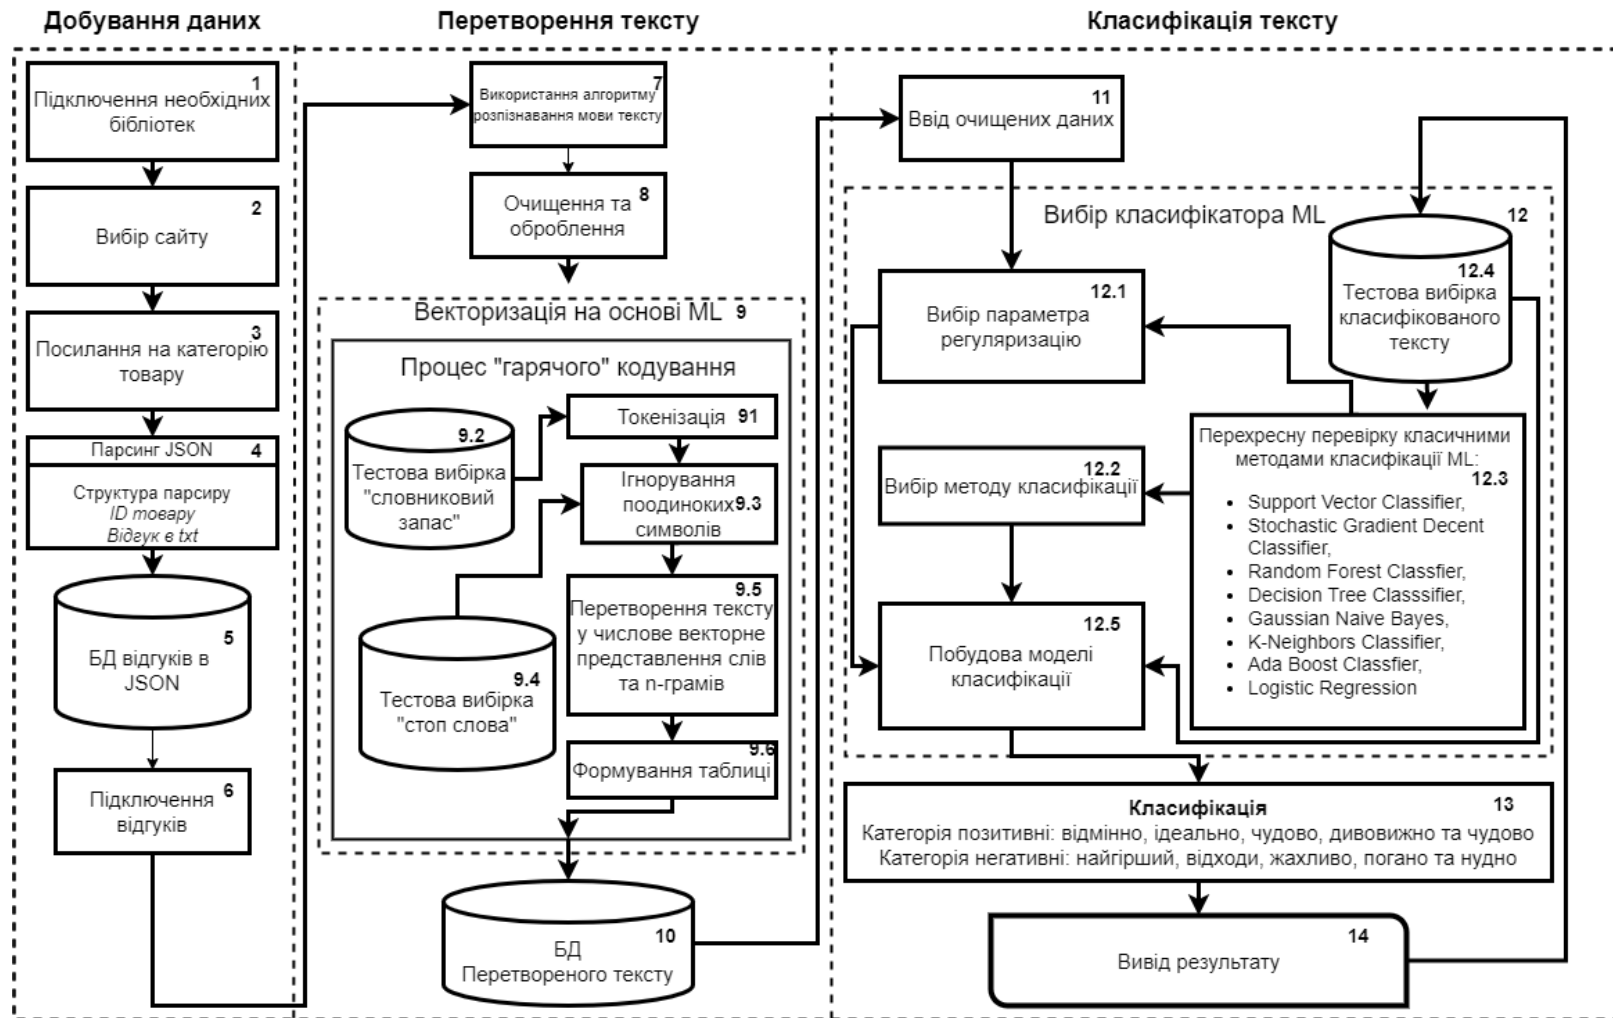 Добування даних
1
Підключення необхідних
бібліотек
2
Вибір сайту
3
Посилання на категорію
товару
Парсинг JSON 4
Структура парсиру
ID товару
Відгук в txt
5
БД відгуків в
JSON
6
Підключення
відгуків
Перетворення тексту
7
Використання алгоритму
розпізнавання мови тексту
8
Очищення та
оброблення
Векторизація на основі ML 9
Процес "гарячого" кодування
Токенізація 91
9.2
Тестова вибірка
"словниковий
запас"
Ігнорування
поодиноких 9.3
символів
9.4
Тестова вибірка
"стоп слова"
9.5
Перетворення тексту
у числове векторне
представлення слів
та n-грамів
9.6
Формування таблиці
10
БД
Перетвореного тексту
Класифікація тексту
11
Ввід очищених даних
Вибір класифікатора ML
12
12.4
Тестова вибірка
класифікованого
тексту
12.1
Вибір параметра
регуляризацію
12.2
Вибір методу класифікації
Перехресну перевірку класичними
методами класифікації ML:
12.3
• Support Vector Classifier,
• Stochastic Gradient Decent
Classifier,
• Random Forest Classfier,
• Decision Tree Classsifier,
• Gaussian Naive Bayes,
• K-Neighbors Classifier,
• Ada Boost Classfier,
• Logistic Regression
12.5
Побудова моделі
класифікації
Класифікація 13
Категорія позитивні: відмінно, ідеально, чудово, дивовижно та чудово
Категорія негативні: найгірший, відходи, жахливо, погано та нудно
14
Вивід результату